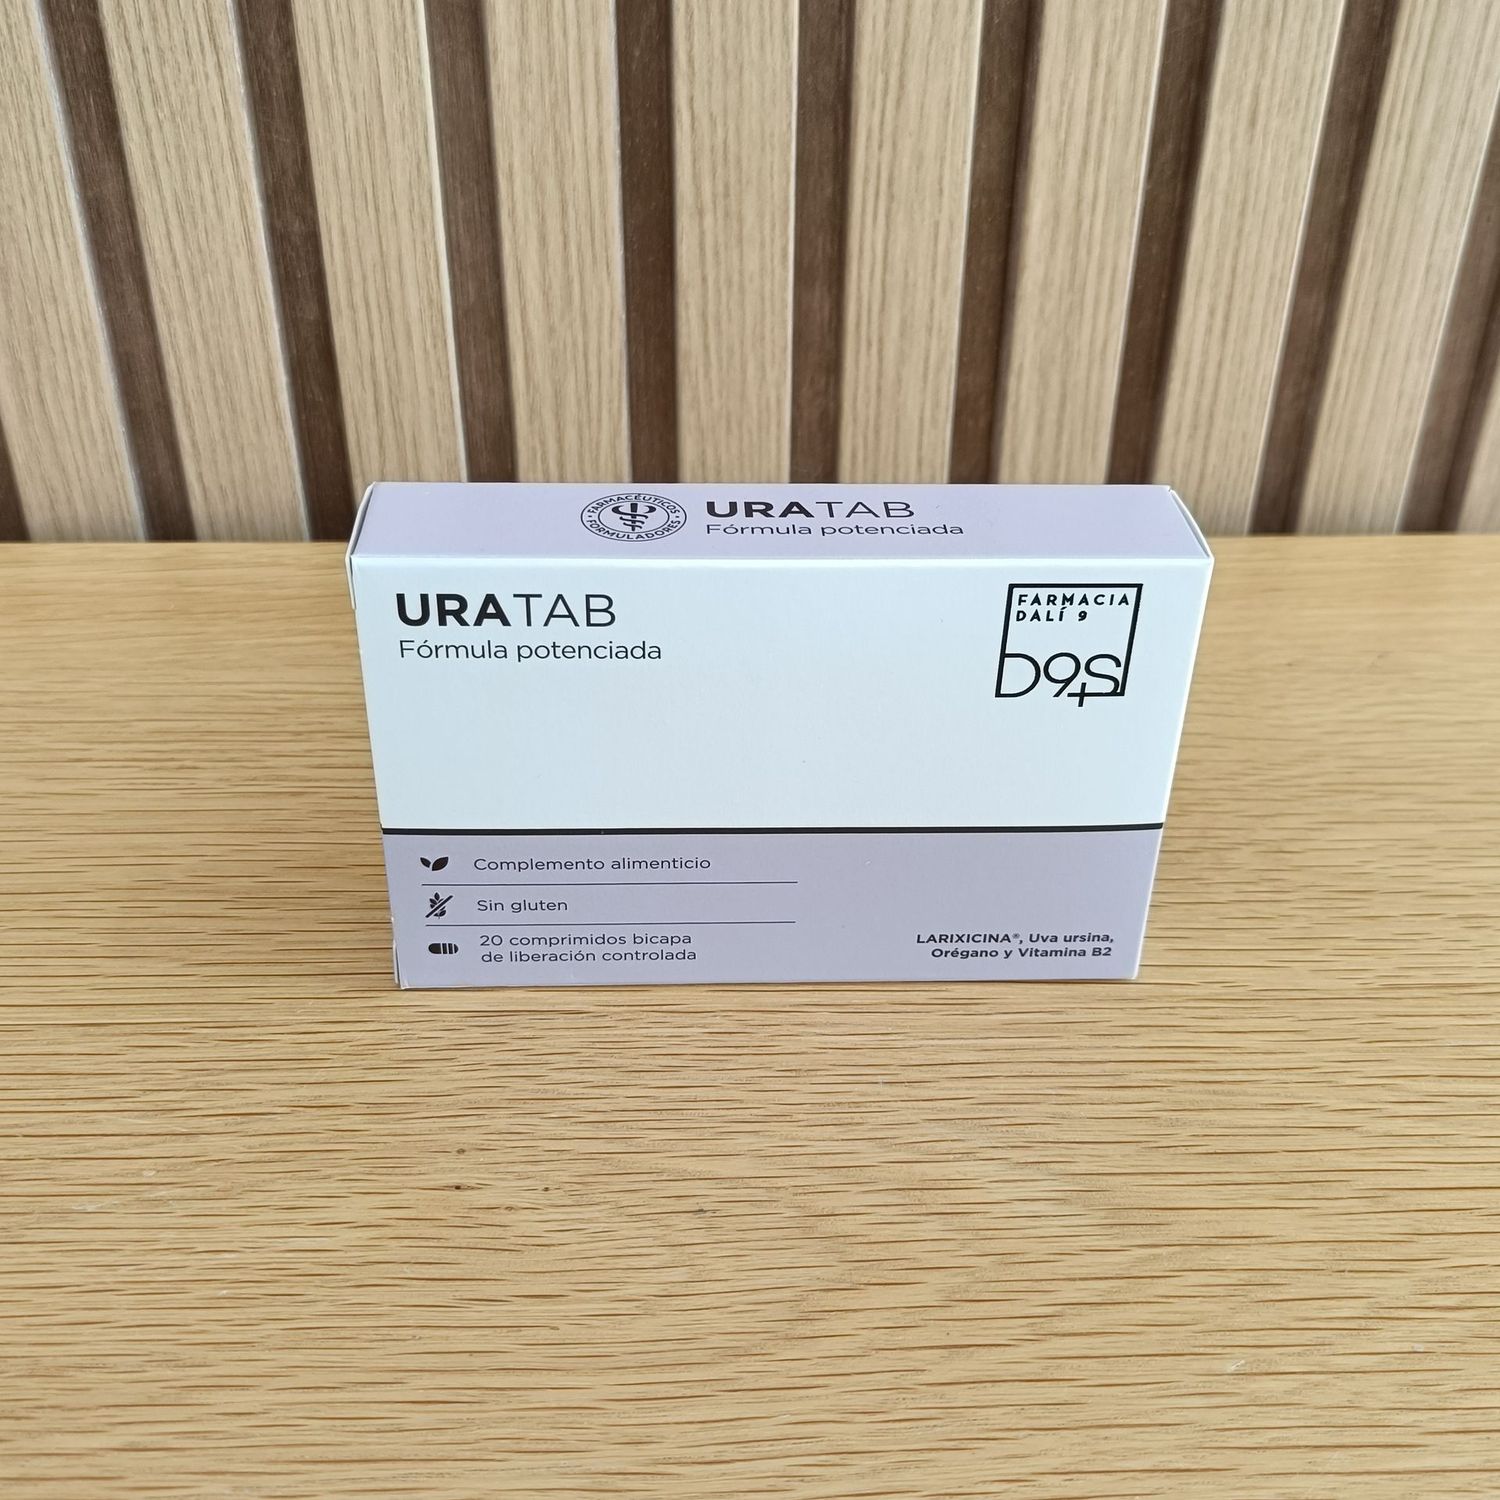 FARMACÉUTICOS
FORMULADORES
URATAB
Fórmula potenciada
URATAB
Fórmula potenciada
FARMACIA
DALÍ 9
D9+S
Complemento alimenticio
Sin gluten
20 comprimidos bicapa
de liberación controlada
LARIXICINA®, Uva ursina,
Orégano y Vitamina B2